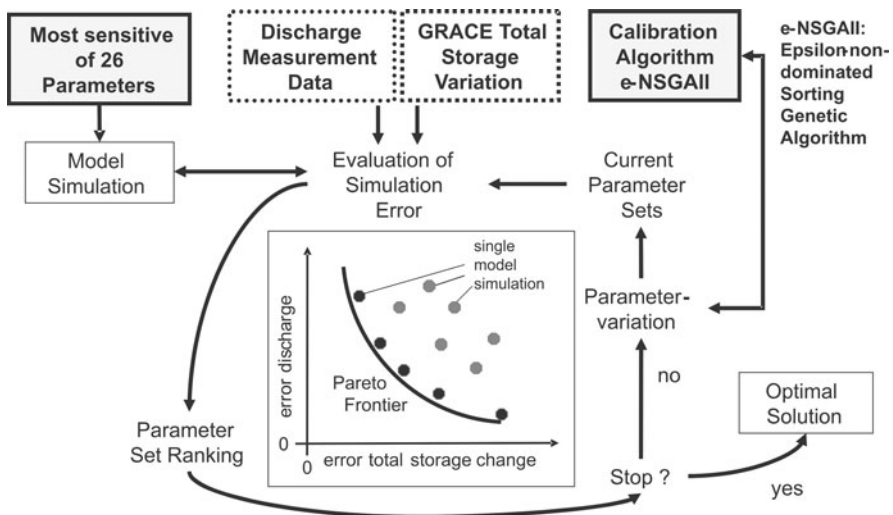 Most sensitive
of 26
Parameters
Discharge
Measurement
Data
GRACE Total
Storage
Variation
Calibration
Algorithm
e-NSGAII
e-NSGAII:
Epsilon-non-
dominated
Sorting
Genetic
Algorithm
Model
Simulation
Evaluation of
Simulation
Error
Current
Parameter
Sets
single
model
simulation
error discharge
Pareto
Frontier
0
0
error total storage change
Parameter-
variation
no
Optimal
Solution
Parameter
Set Ranking
Stop ?
yes